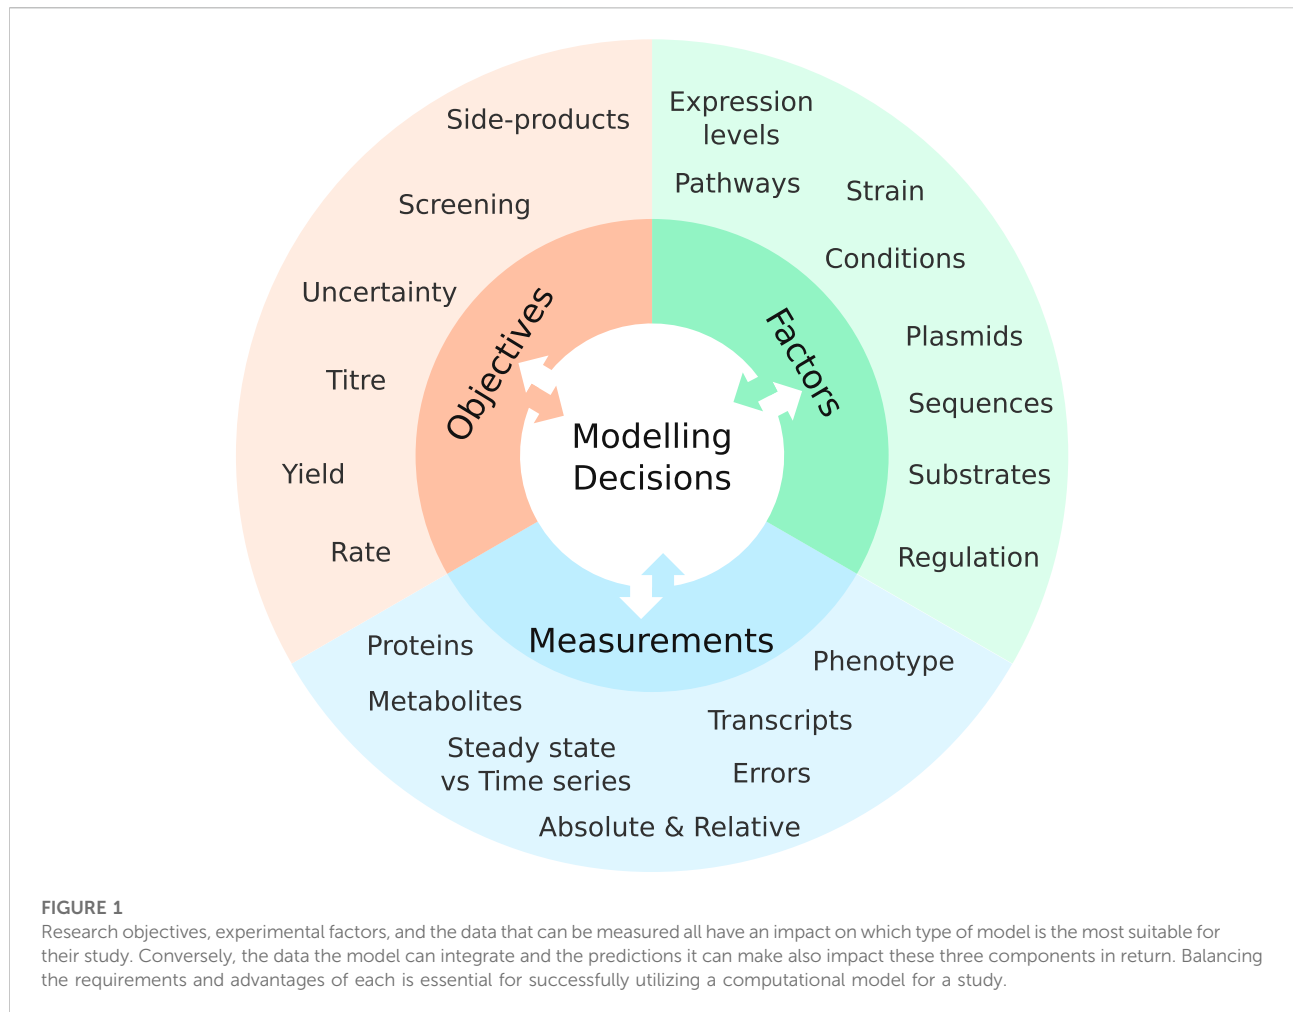 Side-products
Screening
Uncertainty
Titre
Yield
Rate
Objectives
Expression
levels
Pathways
Strain
Conditions
Plasmids
Sequences
Substrates
Regulation
Factors
Modelling
Decisions
Measurements
Proteins
Metabolites
Steady state
vs Time series
Absolute & Relative
Phenotype
Transcripts
Errors
FIGURE 1
Research objectives, experimental factors, and the data that can be measured all have an impact on which type of model is the most suitable for
their study. Conversely, the data the model can integrate and the predictions it can make also impact these three components in return. Balancing
the requirements and advantages of each is essential for successfully utilizing a computational model for a study.